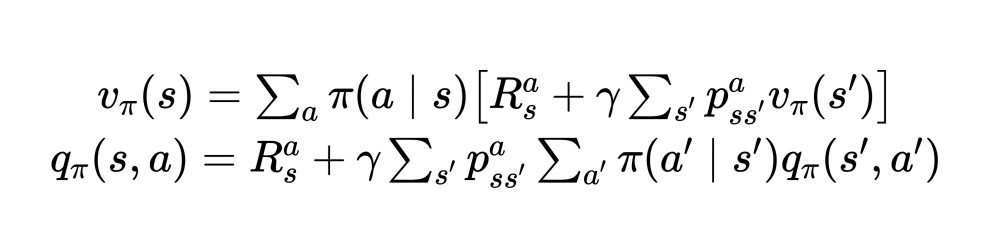 v_π(s) = ∑_a π(a | s)[R_s^a + γ∑_{s′} p_{ss′}^a v_π(s′)]
q_π(s, a) = R_s^a + γ∑_{s′} p_{ss′}^a ∑_{a′} π(a′ | s′)q_π(s′, a′)